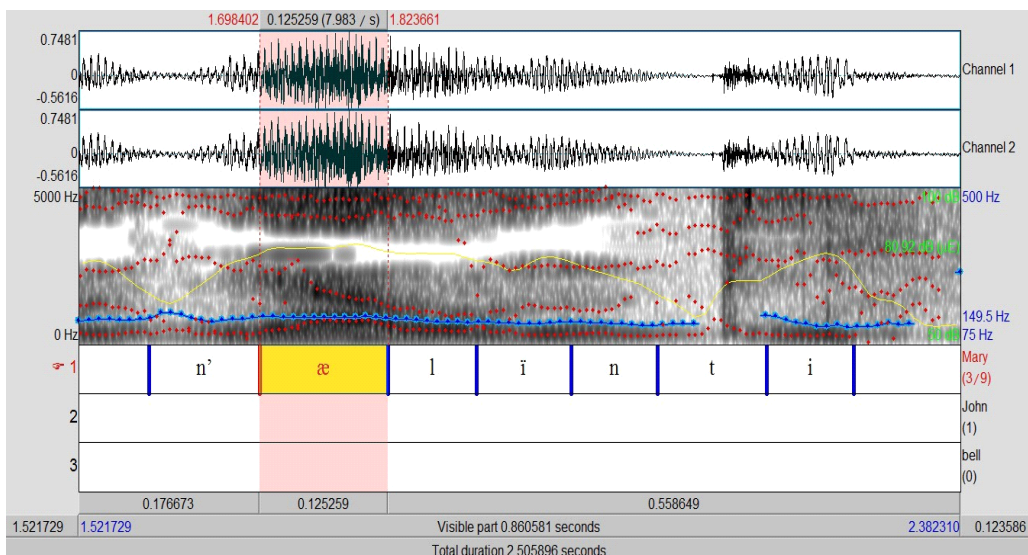 1.698402 0.125259 (7.983 / s) 1.823661
0.7481
0
-0.5616
Channel 1
0.7481
0
-0.5616
Channel 2
5000 Hz
500 Hz
149.5 Hz
0 Hz
75 Hz
1 n’ æ l ï n t i
Mary
(3/9)
2
John
(1)
3
bell
(0)
0.176673 0.125259 0.558649
1.521729 1.521729 Visible part 0.860581 seconds 2.382310 0.123586
Total duration 2.505896 seconds